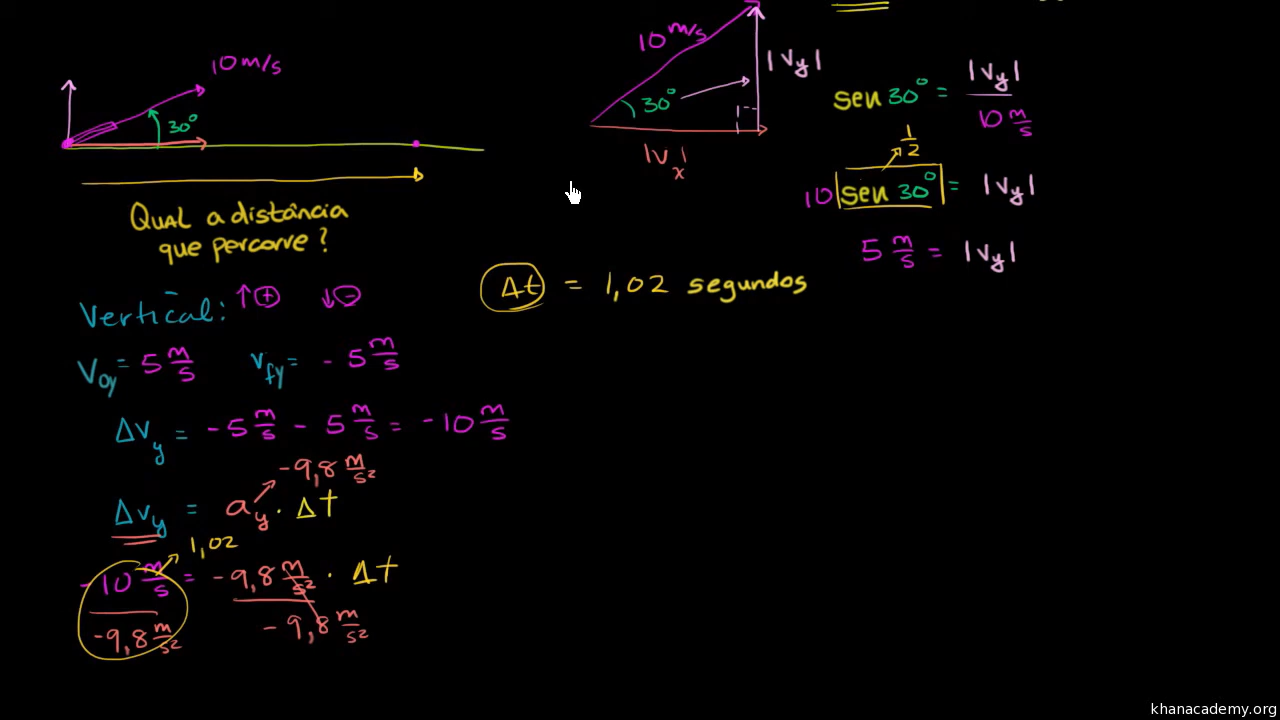 10 m/s
30°
Qual a distância
que percorre?
Vertical: ↑⊕ ↓⊖
V₀y = 5 m/s vfy = - 5 m/s
Δvy = -5 m/s - 5 m/s = -10 m/s
-9,8 m/s²
Δvy = ay · Δt
1,02
-10 m/s = -9,8 m/s² · Δt
-9,8 m/s² -9,8 m/s²
10 m/s
|vy|
30°
|vx|
Δt = 1,02 segundos
sen 30° = |vy| / 10 m/s
1/2
10 sen 30° = |vy|
5 m/s = |vy|
khanacademy.org